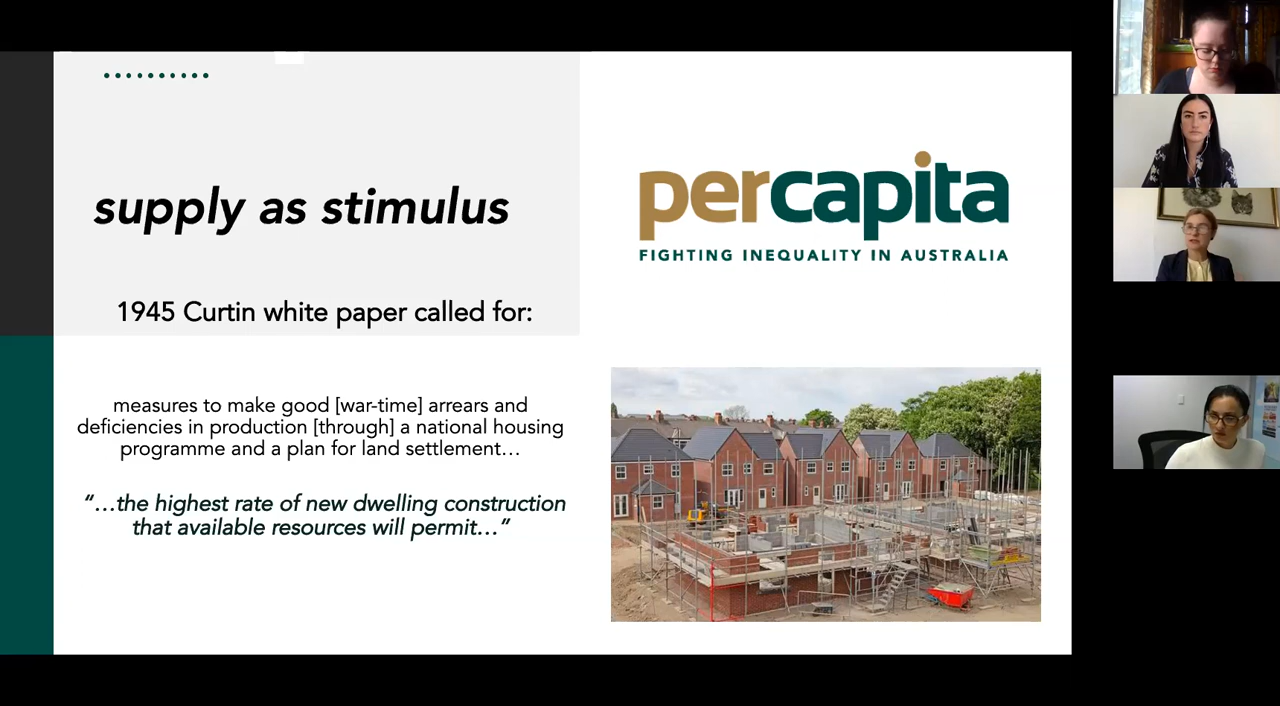 supply as stimulus
1945 Curtin white paper called for:
measures to make good [war-time] arrears and
deficiencies in production [through] a national housing
programme and a plan for land settlement…
“…the highest rate of new dwelling construction
that available resources will permit…”
percapita
FIGHTING INEQUALITY IN AUSTRALIA